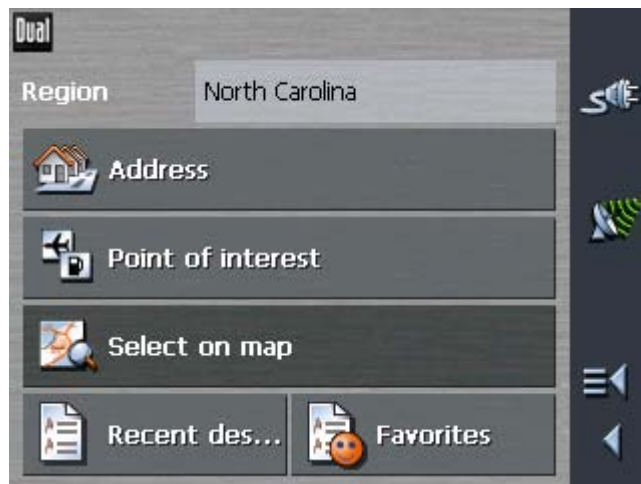 Dual
Region North Carolina
Address
Point of interest
Select on map
Recent des... Favorites